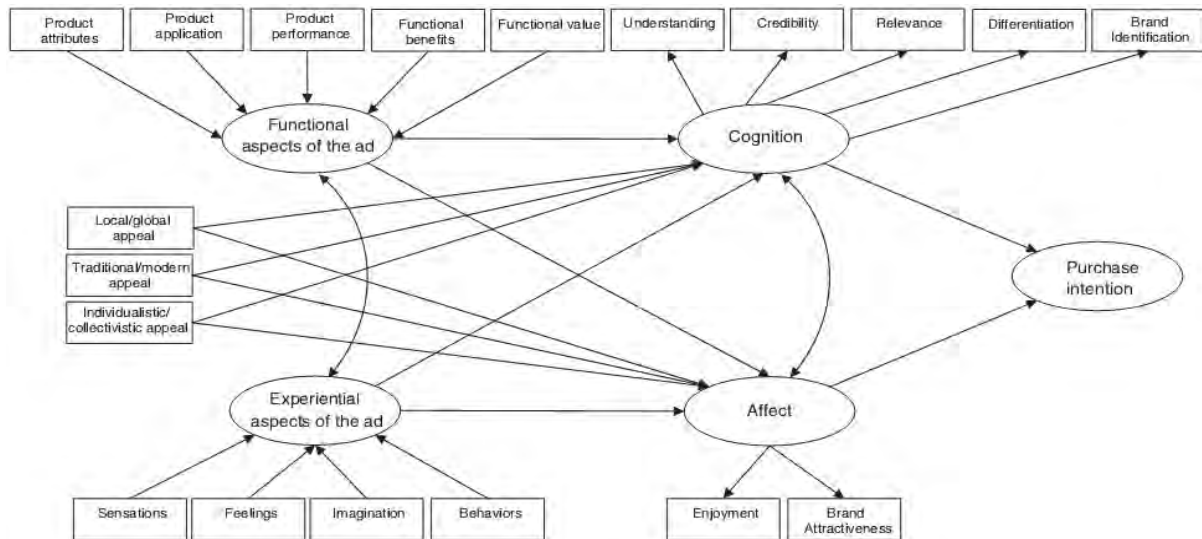 Product
attributes
Product
application
Product
performance
Functional
benefits
Functional value
Understanding
Credibility
Relevance
Differentiation
Brand
Identification
Functional
aspects of the ad
Cognition
Local/global
appeal
Traditional/modern
appeal
Individualistic/
collectivistic appeal
Purchase
intention
Experiential
aspects of the ad
Affect
Sensations
Feelings
Imagination
Behaviors
Enjoyment
Brand
Attractiveness